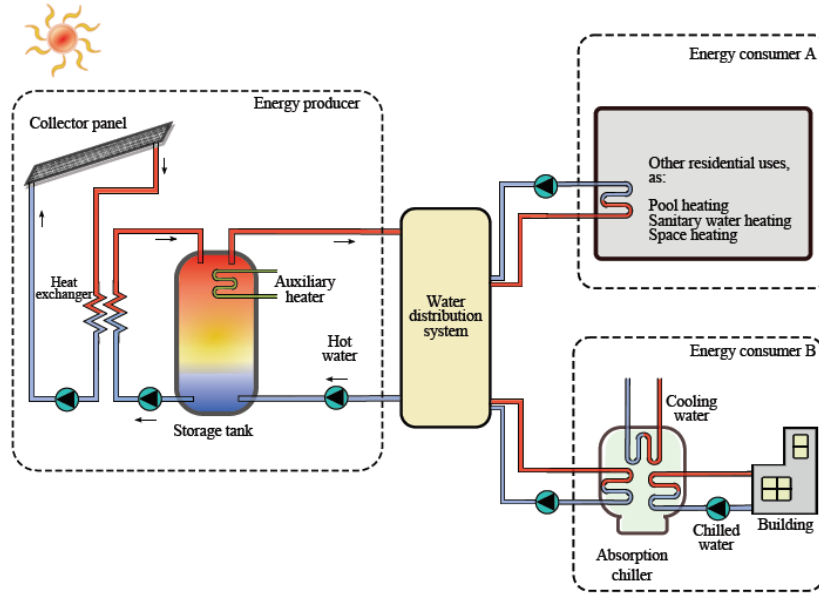 Energy consumer A
Energy producer
Collector panel
Other residential uses,
as:
Pool heating
Sanitary water heating
Space heating
Heat
exchanger
Auxiliary
heater
Water
distribution
system
Hot
water
Storage tank
Energy consumer B
Cooling
water
Chilled
water
Building
Absorption
chiller